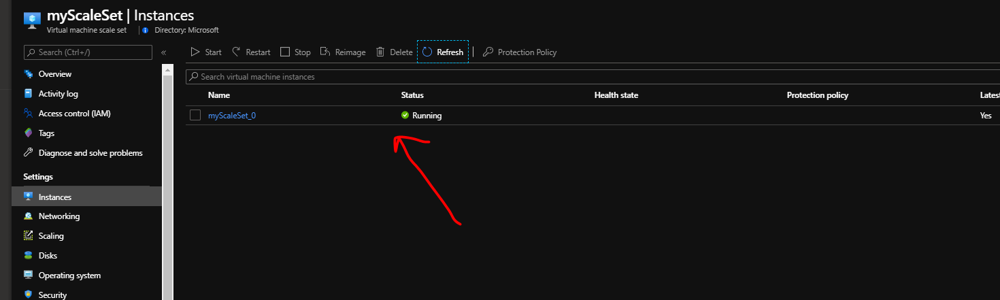 myScaleSet | Instances
Virtual machine scale set | Directory: Microsoft
Search (Ctrl+/) «
Overview
Activity log
Access control (IAM)
Tags
Diagnose and solve problems
Settings
Instances
Networking
Scaling
Disks
Operating system
Security
Start Restart Stop Reimage Delete Refresh | Protection Policy
Search virtual machine instances
Name Status Health state Protection policy Latest
myScaleSet_0 Running Yes